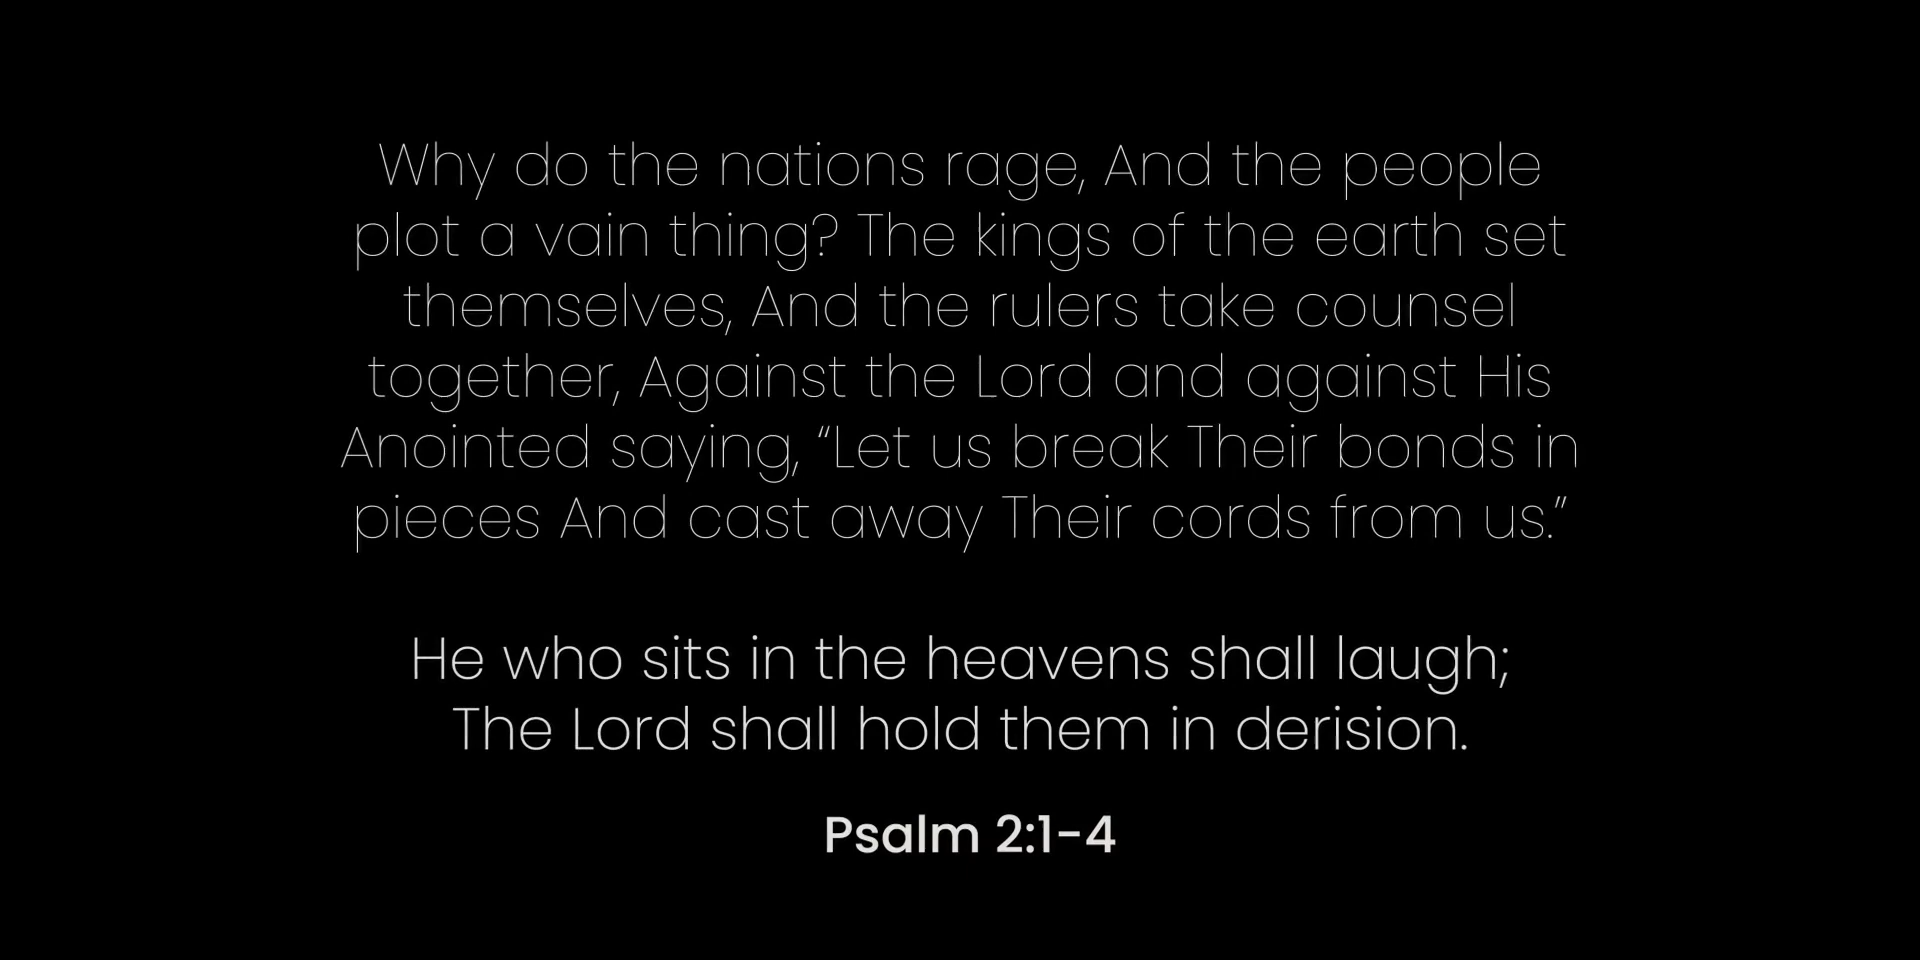 Why do the nations rage, And the people
plot a vain thing? The kings of the earth set
themselves, And the rulers take counsel
together, Against the Lord and against His
Anointed saying, “Let us break Their bonds in
pieces And cast away Their cords from us.”
He who sits in the heavens shall laugh;
The Lord shall hold them in derision.
Psalm 2:1-4